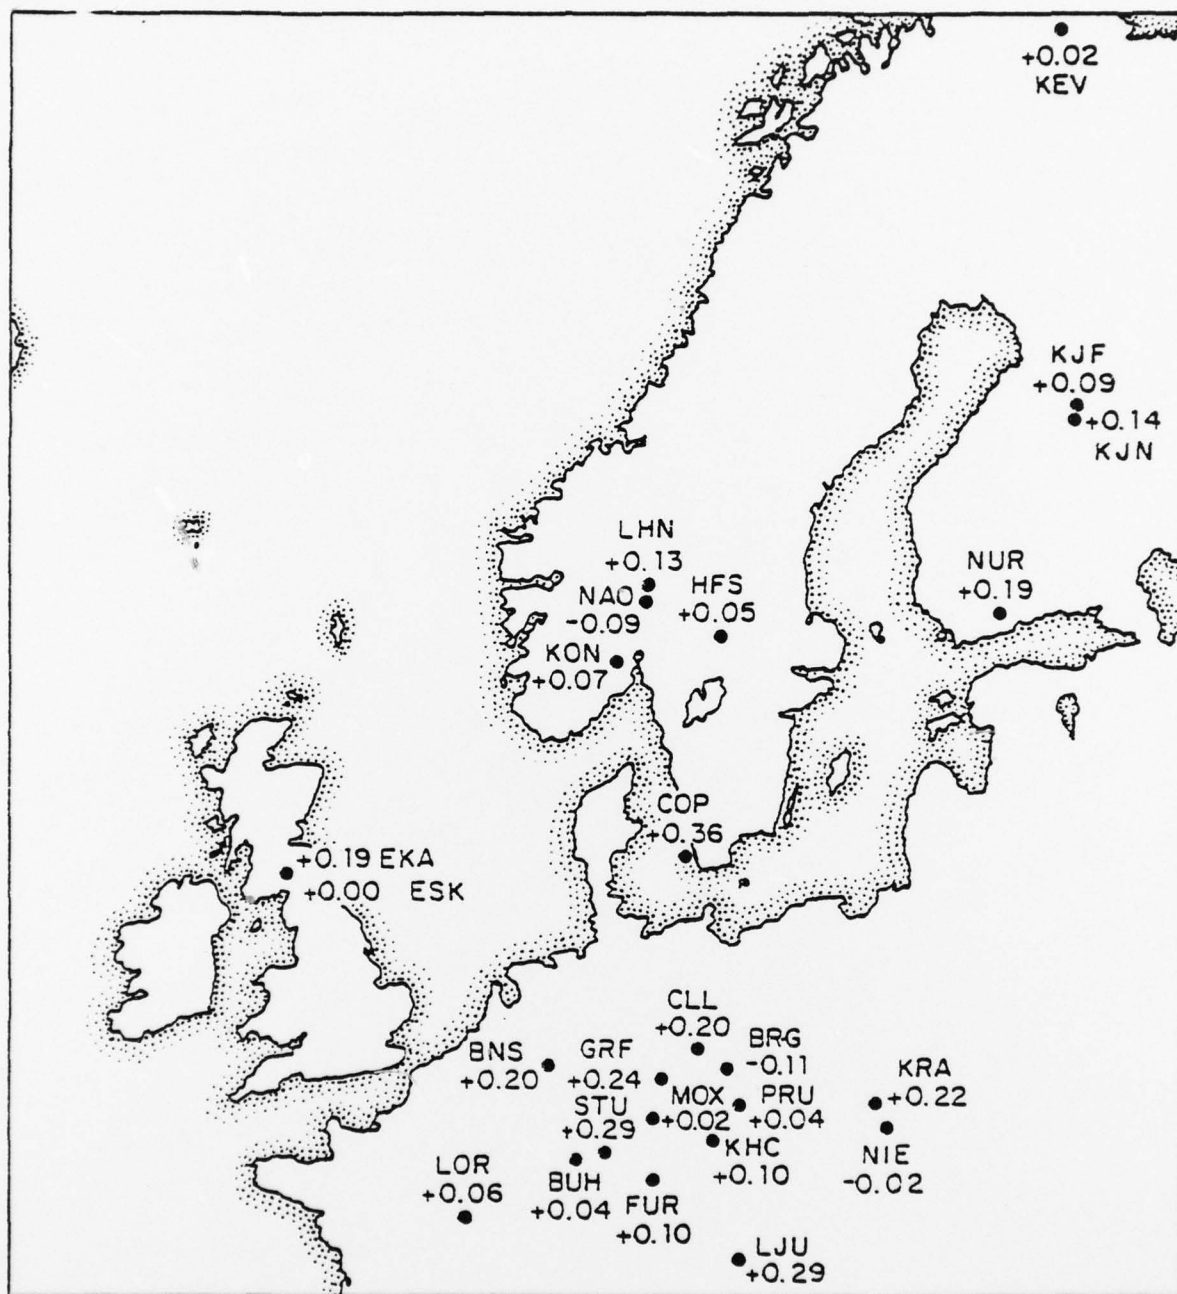 +0.02
KEV
KJF
+0.09
+0.14
KJN
LHN
+0.13
NAO
-0.09
HFS
+0.05
NUR
+0.19
KON
+0.07
COP
+0.36
+0.19 EKA
+0.00 ESK
CLL
+0.20
BNS
+0.20
GRF
+0.24
BRG
-0.11
KRA
+0.22
STU
+0.29
MOX
+0.02
PRU
+0.04
KHC
+0.10
NIE
-0.02
LOR
+0.06
BUH
+0.04
FUR
+0.10
LJU
+0.29